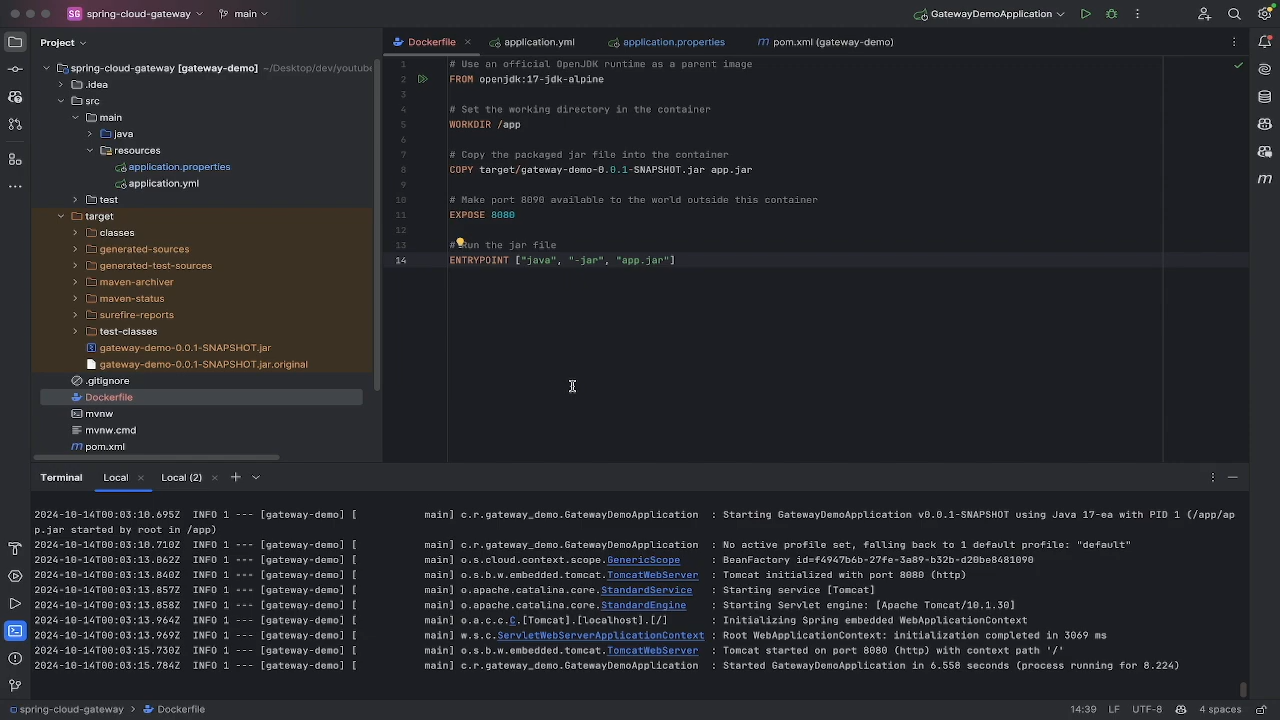 SG spring-cloud-gateway main GatewayDemoApplication
Project
spring-cloud-gateway [gateway-demo] ~/Desktop/dev/youtube
.idea
src
main
java
resources
application.properties
application.yml
test
target
classes
generated-sources
generated-test-sources
maven-archiver
maven-status
surefire-reports
test-classes
gateway-demo-0.0.1-SNAPSHOT.jar
gateway-demo-0.0.1-SNAPSHOT.jar.original
.gitignore
Dockerfile
mvnw
mvnw.cmd
pom.xml
Dockerfile application.yml application.properties pom.xml (gateway-demo)
1 # Use an official OpenJDK runtime as a parent image
2 FROM openjdk:17-jdk-alpine
3
4 # Set the working directory in the container
5 WORKDIR /app
6
7 # Copy the packaged jar file into the container
8 COPY target/gateway-demo-0.0.1-SNAPSHOT.jar app.jar
9
10 # Make port 8090 available to the world outside this container
11 EXPOSE 8080
12
13 # Run the jar file
14 ENTRYPOINT ["java", "-jar", "app.jar"]
Terminal Local Local (2)
2024-10-14T00:03:10.695Z  INFO 1 --- [gateway-demo] [           main] c.r.gateway_demo.GatewayDemoApplication  : Starting GatewayDemoApplication v0.0.1-SNAPSHOT using Java 17-ea with PID 1 (/app/ap
p.jar started by root in /app)
2024-10-14T00:03:10.710Z  INFO 1 --- [gateway-demo] [           main] c.r.gateway_demo.GatewayDemoApplication  : No active profile set, falling back to 1 default profile: "default"
2024-10-14T00:03:13.062Z  INFO 1 --- [gateway-demo] [           main] o.s.cloud.context.scope.GenericScope     : BeanFactory id=f4947b6b-27fe-3a89-b32b-d20be8481090
2024-10-14T00:03:13.840Z  INFO 1 --- [gateway-demo] [           main] o.s.b.w.embedded.tomcat.TomcatWebServer  : Tomcat initialized with port 8080 (http)
2024-10-14T00:03:13.857Z  INFO 1 --- [gateway-demo] [           main] o.apache.catalina.core.StandardService   : Starting service [Tomcat]
2024-10-14T00:03:13.858Z  INFO 1 --- [gateway-demo] [           main] o.apache.catalina.core.StandardEngine    : Starting Servlet engine: [Apache Tomcat/10.1.30]
2024-10-14T00:03:13.964Z  INFO 1 --- [gateway-demo] [           main] o.a.c.c.C.[Tomcat].[localhost].[/]       : Initializing Spring embedded WebApplicationContext
2024-10-14T00:03:13.969Z  INFO 1 --- [gateway-demo] [           main] w.s.c.ServletWebServerApplicationContext : Root WebApplicationContext: initialization completed in 3069 ms
2024-10-14T00:03:15.730Z  INFO 1 --- [gateway-demo] [           main] o.s.b.w.embedded.tomcat.TomcatWebServer  : Tomcat started on port 8080 (http) with context path '/'
2024-10-14T00:03:15.784Z  INFO 1 --- [gateway-demo] [           main] c.r.gateway_demo.GatewayDemoApplication  : Started GatewayDemoApplication in 6.558 seconds (process running for 8.224)
spring-cloud-gateway > Dockerfile 14:39 LF UTF-8 4 spaces